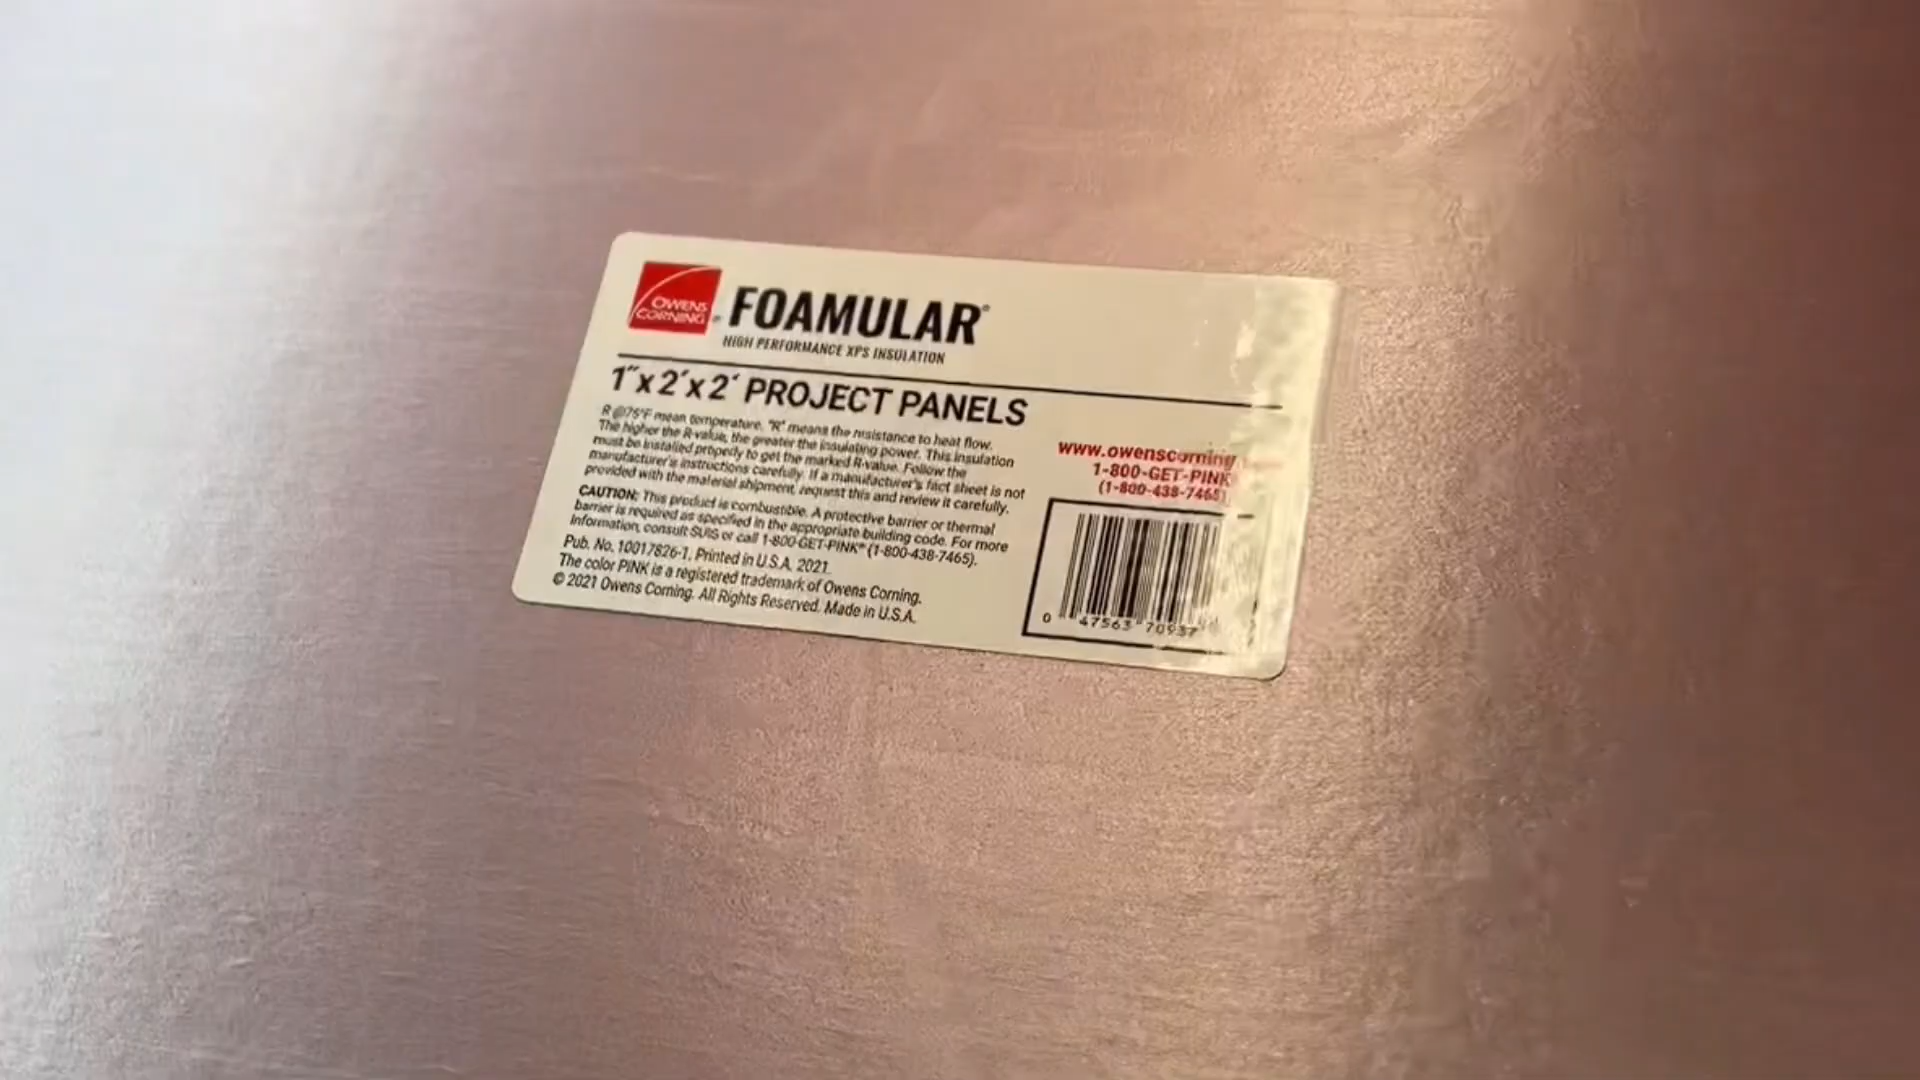 OWENS
CORNING
FOAMULAR®
HIGH PERFORMANCE XPS INSULATION
1"x 2'x 2' PROJECT PANELS
R @75°F mean temperature. "R" means the resistance to heat flow.
The higher the R-value, the greater the insulating power. This insulation
must be installed properly to get the marked R-value. Follow the
manufacturer's instructions carefully. If a manufacturer's fact sheet is not
provided with the material shipment, request this and review it carefully.
CAUTION: This product is combustible. A protective barrier or thermal
barrier is required as specified in the appropriate building code. For more
information, consult SUIS or call 1-800-GET-PINK® (1-800-438-7465).
Pub. No. 10017826-1. Printed in U.S.A. 2021.
The color PINK is a registered trademark of Owens Corning.
© 2021 Owens Corning. All Rights Reserved. Made in U.S.A.
www.owenscorning
1-800-GET-PINK
(1-800-438-7465)
0 47563 70937